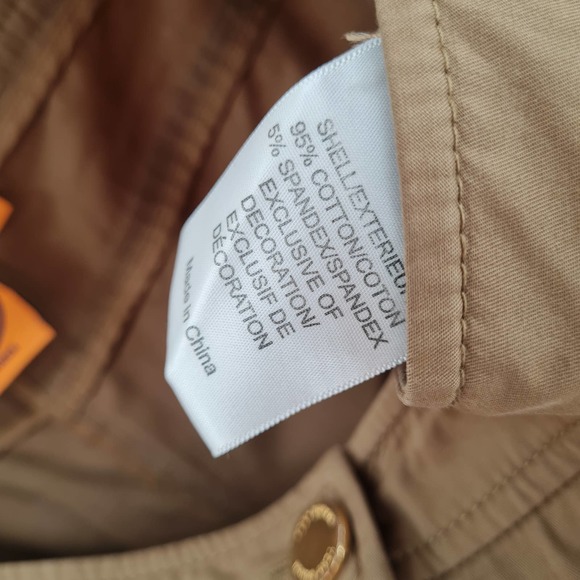 SHELL/EXTERIEUR
95% COTTON/COTON
5% SPANDEX/SPANDEX
EXCLUSIVE OF
DECORATION/
EXCLUSIF DE
DÉCORATION
Made in China